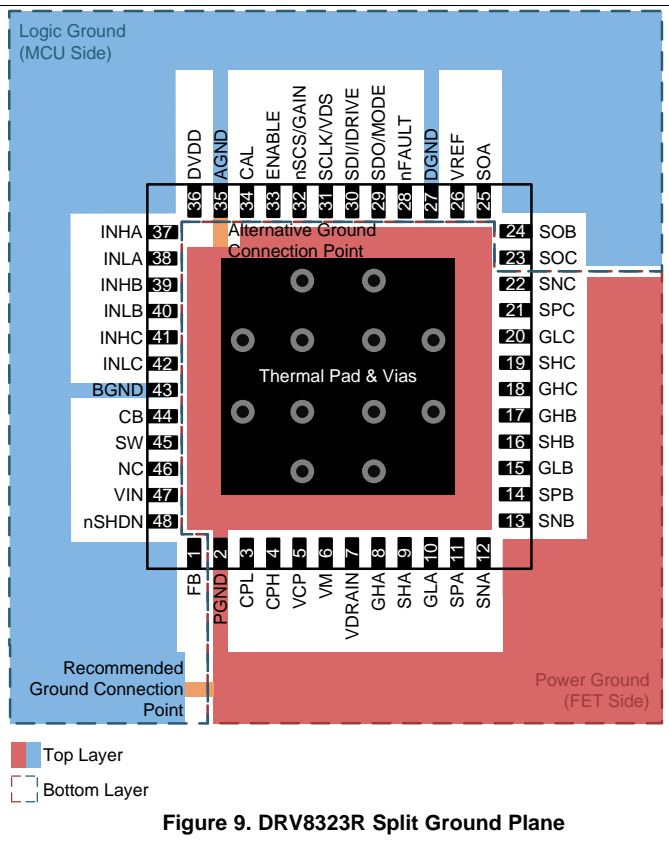 Logic Ground
(MCU Side)
DVDD
AGND
CAL
ENABLE
nSCS/GAIN
SCLK/VDS
SDI/IDRIVE
SDO/MODE
nFAULT
DGND
VREF
SOA
36
35
34
33
32
31
30
29
28
27
26
25
INHA 37
INLA 38
INHB 39
INLB 40
INHC 41
INLC 42
BGND 43
CB 44
SW 45
NC 46
VIN 47
nSHDN 48
Alternative Ground
Connection Point
Thermal Pad & Vias
24 SOB
23 SOC
22 SNC
21 SPC
20 GLC
19 SHC
18 GHC
17 GHB
16 SHB
15 GLB
14 SPB
13 SNB
1
2
3
4
5
6
7
8
9
10
11
12
FB
PGND
CPL
CPH
VCP
VM
VDRAIN
GHA
SHA
GLA
SPA
SNA
Recommended
Ground Connection
Point
Power Ground
(FET Side)
Top Layer
Bottom Layer
Figure 9. DRV8323R Split Ground Plane